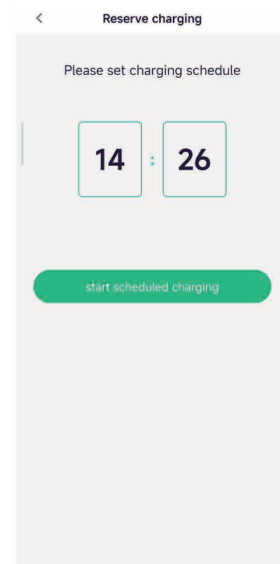 Reserve charging
Please set charging schedule
14 : 26
start scheduled charging